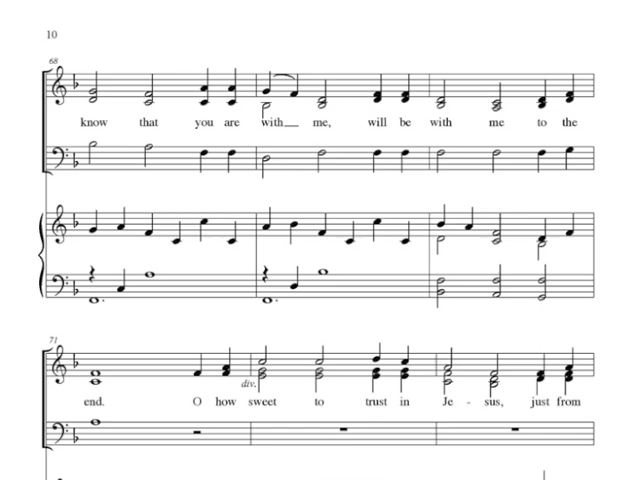 10
68
know that you are with me, will be with me to the
71
div.
end. O how sweet to trust in Je - sus, just from